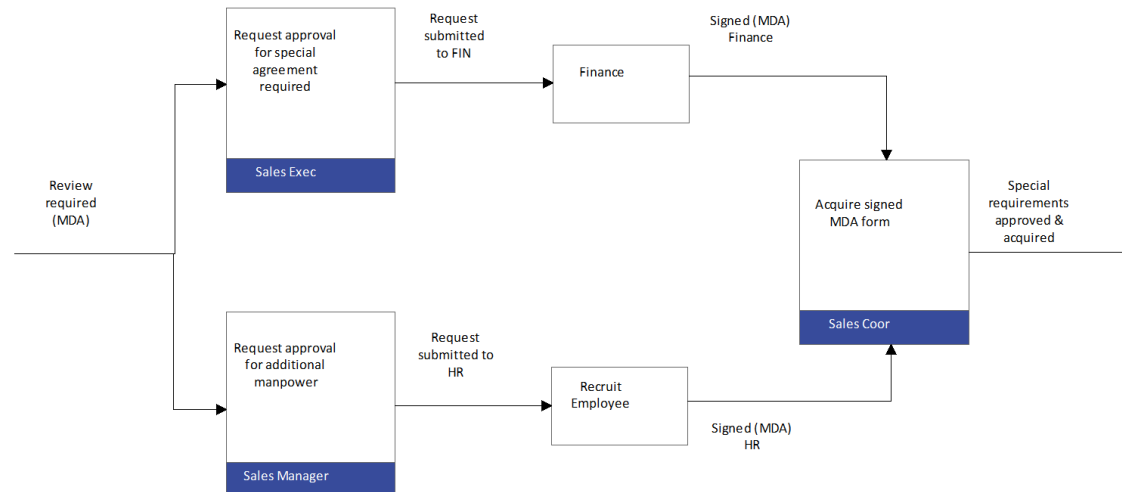 Review
required
(MDA)
Request approval
for special
agreement
required
Sales Exec
Request
submitted
to FIN
Finance
Signed (MDA)
Finance
Request approval
for additional
manpower
Sales Manager
Request
submitted to
HR
Recruit
Employee
Signed (MDA)
HR
Acquire signed
MDA form
Sales Coor
Special
requirements
approved &
acquired